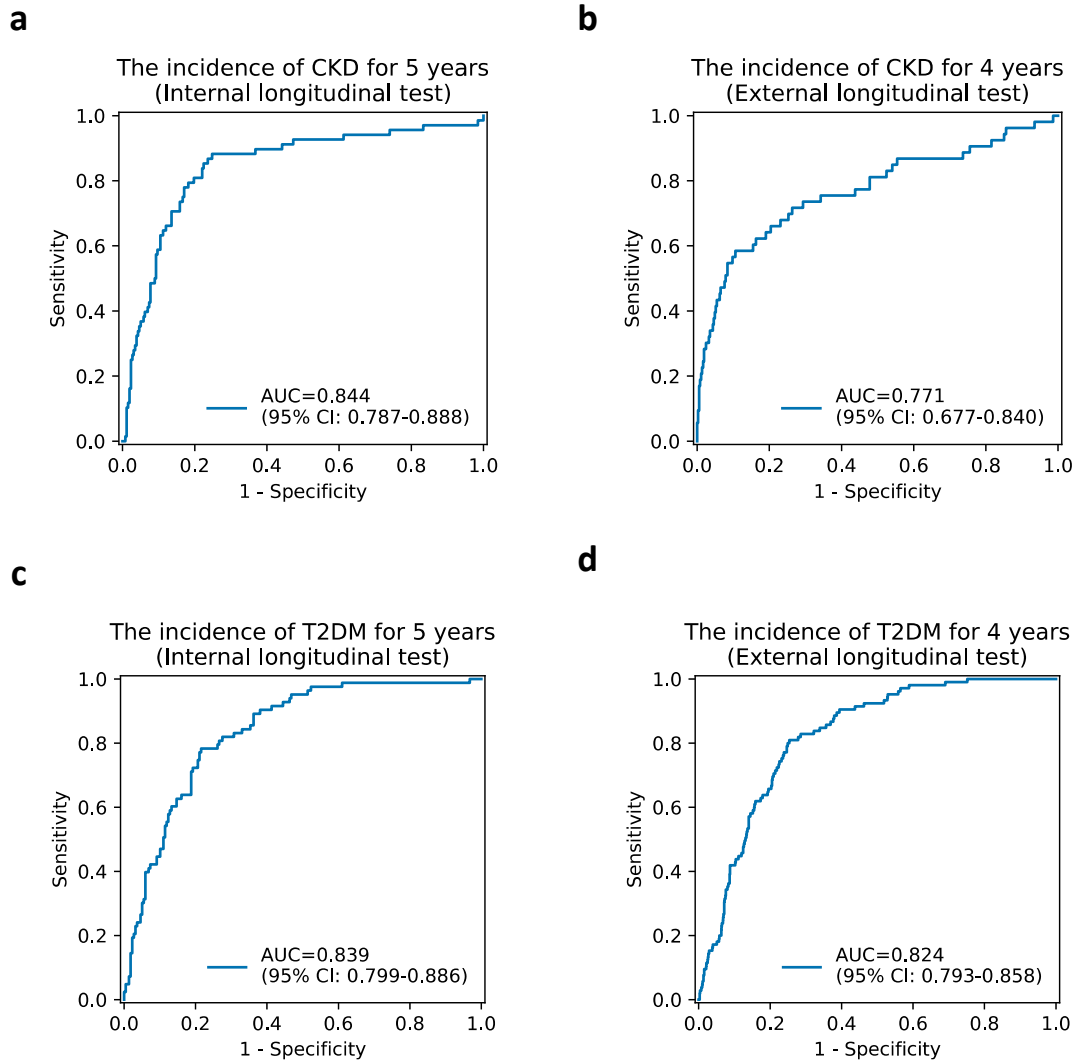 a
The incidence of CKD for 5 years
(Internal longitudinal test)
1.0
0.8
0.6
0.4
0.2
0.0
Sensitivity
AUC=0.844
(95% CI: 0.787-0.888)
0.0 0.2 0.4 0.6 0.8 1.0
1 - Specificity
b
The incidence of CKD for 4 years
(External longitudinal test)
1.0
0.8
0.6
0.4
0.2
0.0
Sensitivity
AUC=0.771
(95% CI: 0.677-0.840)
0.0 0.2 0.4 0.6 0.8 1.0
1 - Specificity
c
The incidence of T2DM for 5 years
(Internal longitudinal test)
1.0
0.8
0.6
0.4
0.2
0.0
Sensitivity
AUC=0.839
(95% CI: 0.799-0.886)
0.0 0.2 0.4 0.6 0.8 1.0
1 - Specificity
d
The incidence of T2DM for 4 years
(External longitudinal test)
1.0
0.8
0.6
0.4
0.2
0.0
Sensitivity
AUC=0.824
(95% CI: 0.793-0.858)
0.0 0.2 0.4 0.6 0.8 1.0
1 - Specificity